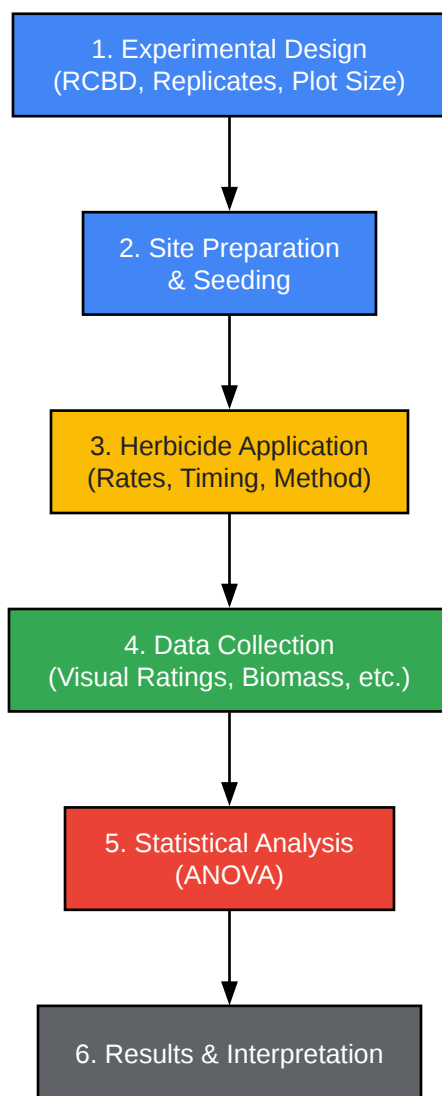 1. Experimental Design
(RCBD, Replicates, Plot Size)
2. Site Preparation
& Seeding
3. Herbicide Application
(Rates, Timing, Method)
4. Data Collection
(Visual Ratings, Biomass, etc.)
5. Statistical Analysis
(ANOVA)
6. Results & Interpretation